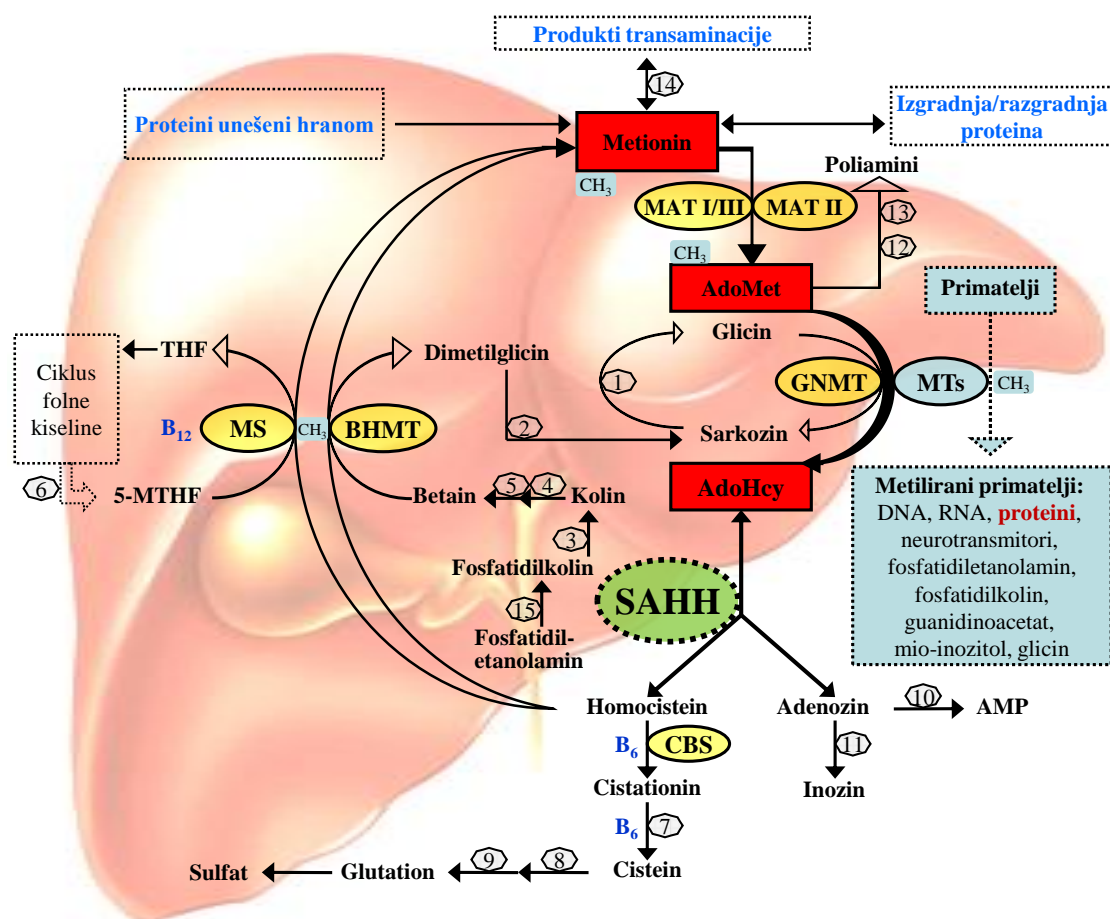 Produkti transaminacije
14
Proteini unešeni hranom
Metionin
CH3
Izgradnja/razgradnja
proteina
Poliamini
MAT I/III
MAT II
13
12
CH3
AdoMet
Primatelji
THF
Dimetilglicin
Glicin
Ciklus
folne
kiseline
1
GNMT
MTs
CH3
B12
MS
CH3
BHMT
2
Sarkozin
6
5-MTHF
Betain
5
4
Kolin
AdoHcy
Metilirani primatelji:
DNA, RNA, proteini,
neurotransmitori,
fosfatidiletanolamin,
fosfatidilkolin,
guanidinoacetat,
mio-inozitol, glicin
3
Fosfatidilkolin
15
Fosfatidil-
etanolamin
SAHH
Homocistein
Adenozin
10
AMP
B6
CBS
11
Cistationin
Inozin
B6
7
Sulfat
Glutation
9
8
Cistein